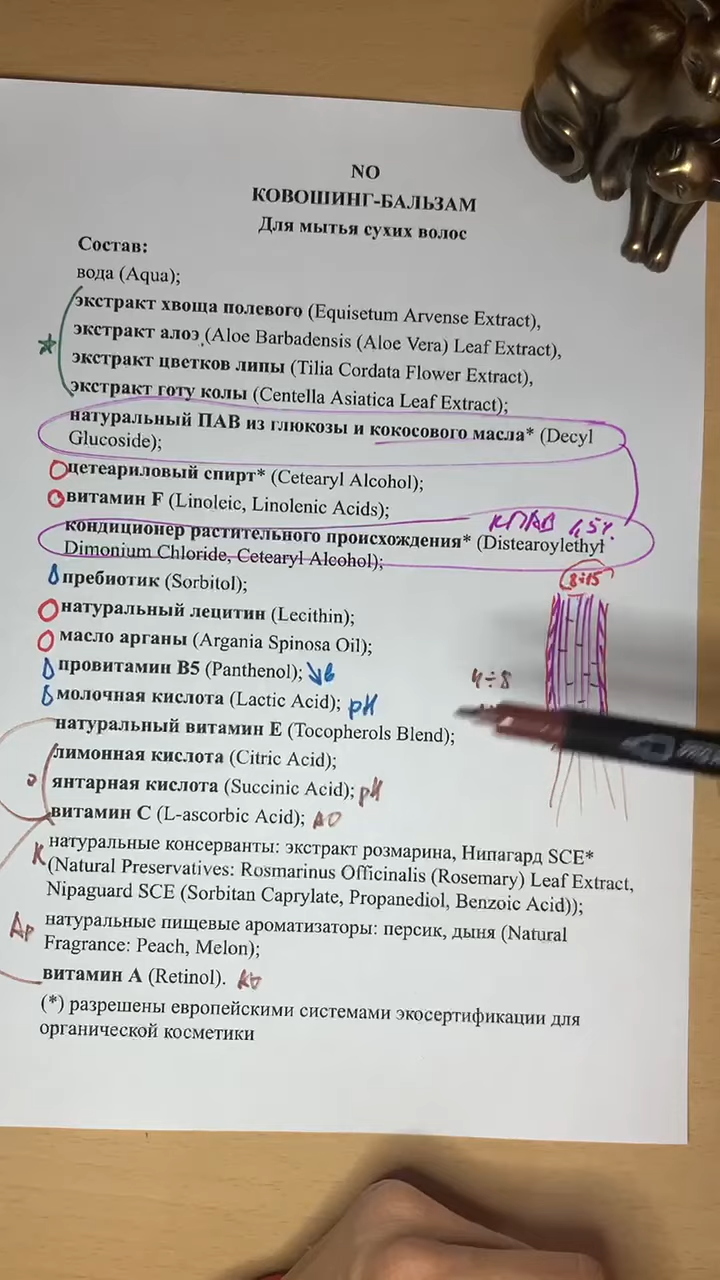 NO
КОВОШИНГ-БАЛЬЗАМ
Для мытья сухих волос
Состав:
вода (Aqua);
экстракт хвоща полевого (Equisetum Arvense Extract),
экстракт алоэ (Aloe Barbadensis (Aloe Vera) Leaf Extract),
экстракт цветков липы (Tilia Cordata Flower Extract),
экстракт готу колы (Centella Asiatica Leaf Extract);
натуральный ПАВ из глюкозы и кокосового масла* (Decyl
Glucoside);
цетеариловый спирт* (Cetearyl Alcohol);
витамин F (Linoleic, Linolenic Acids);
КПАВ 1,5%
кондиционер растительного происхождения* (Distearoylethyl
Dimonium Chloride, Cetearyl Alcohol);
пребиотик (Sorbitol);
8÷15
натуральный лецитин (Lecithin);
масло арганы (Argania Spinosa Oil);
провитамин B5 (Panthenol);
4÷8
молочная кислота (Lactic Acid); pH
натуральный витамин E (Tocopherols Blend);
лимонная кислота (Citric Acid);
янтарная кислота (Succinic Acid); pH
витамин C (L-ascorbic Acid); АО
К натуральные консерванты: экстракт розмарина, Нипагард SCE*
(Natural Preservatives: Rosmarinus Officinalis (Rosemary) Leaf Extract,
Nipaguard SCE (Sorbitan Caprylate, Propanediol, Benzoic Acid));
Ар натуральные пищевые ароматизаторы: персик, дыня (Natural
Fragrance: Peach, Melon);
витамин A (Retinol).
(*) разрешены европейскими системами экосертификации для
органической косметики